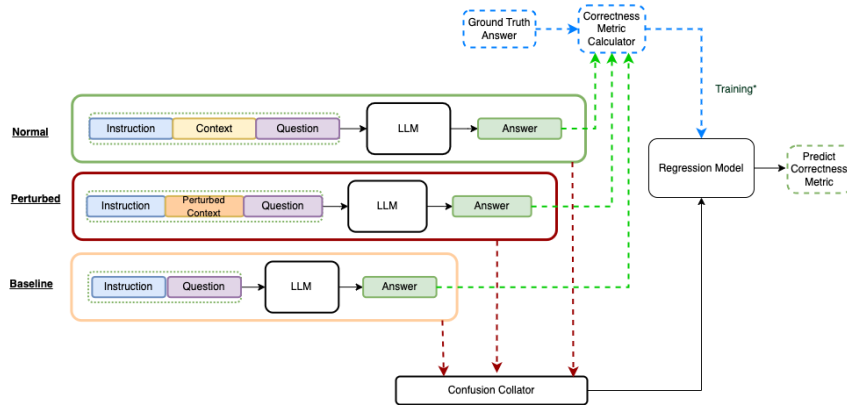 Ground Truth
Answer
Correctness
Metric
Calculator
Training*
Normal
Instruction
Context
Question
LLM
Answer
Regression Model
Predict
Correctness
Metric
Perturbed
Instruction
Perturbed
Context
Question
LLM
Answer
Baseline
Instruction
Question
LLM
Answer
Confusion Collator